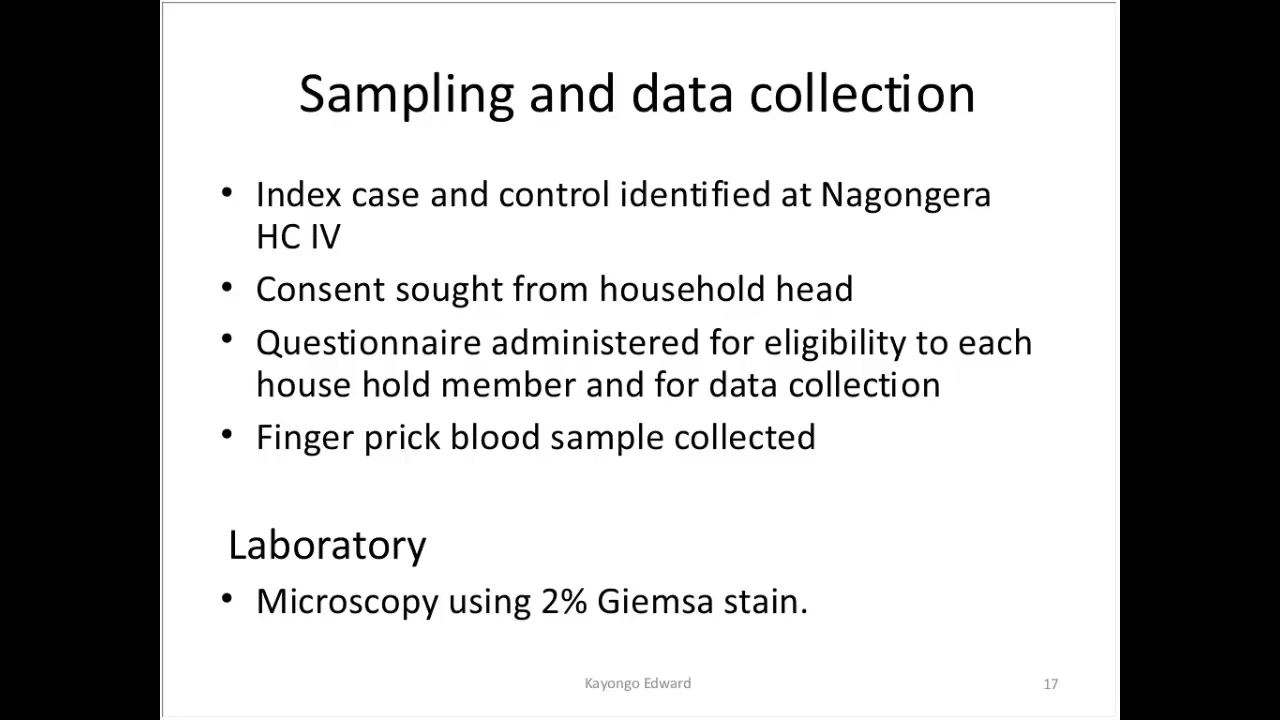 Sampling and data collection
• Index case and control identified at Nagongera
HC IV
• Consent sought from household head
• Questionnaire administered for eligibility to each
house hold member and for data collection
• Finger prick blood sample collected
Laboratory
• Microscopy using 2% Giemsa stain.
Kayongo Edward
17